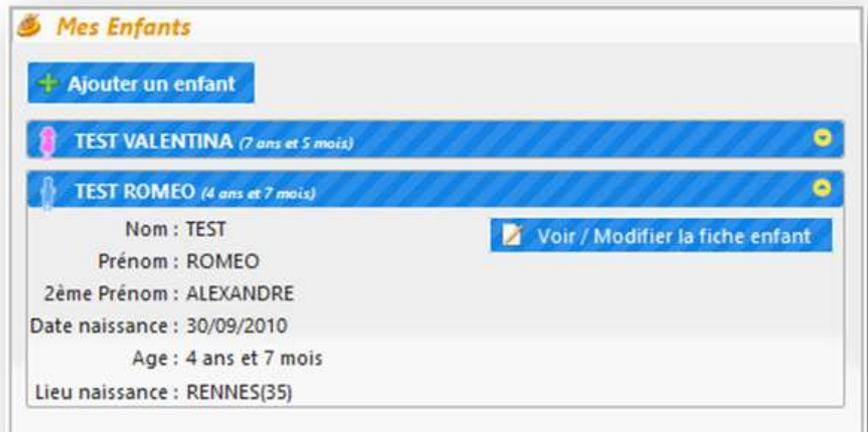 Mes Enfants
Ajouter un enfant
TEST VALENTINA (7 ans et 5 mois)
TEST ROMEO (4 ans et 7 mois)
Nom : TEST
Voir / Modifier la fiche enfant
Prénom : ROMEO
2ème Prénom : ALEXANDRE
Date naissance : 30/09/2010
Age : 4 ans et 7 mois
Lieu naissance : RENNES(35)